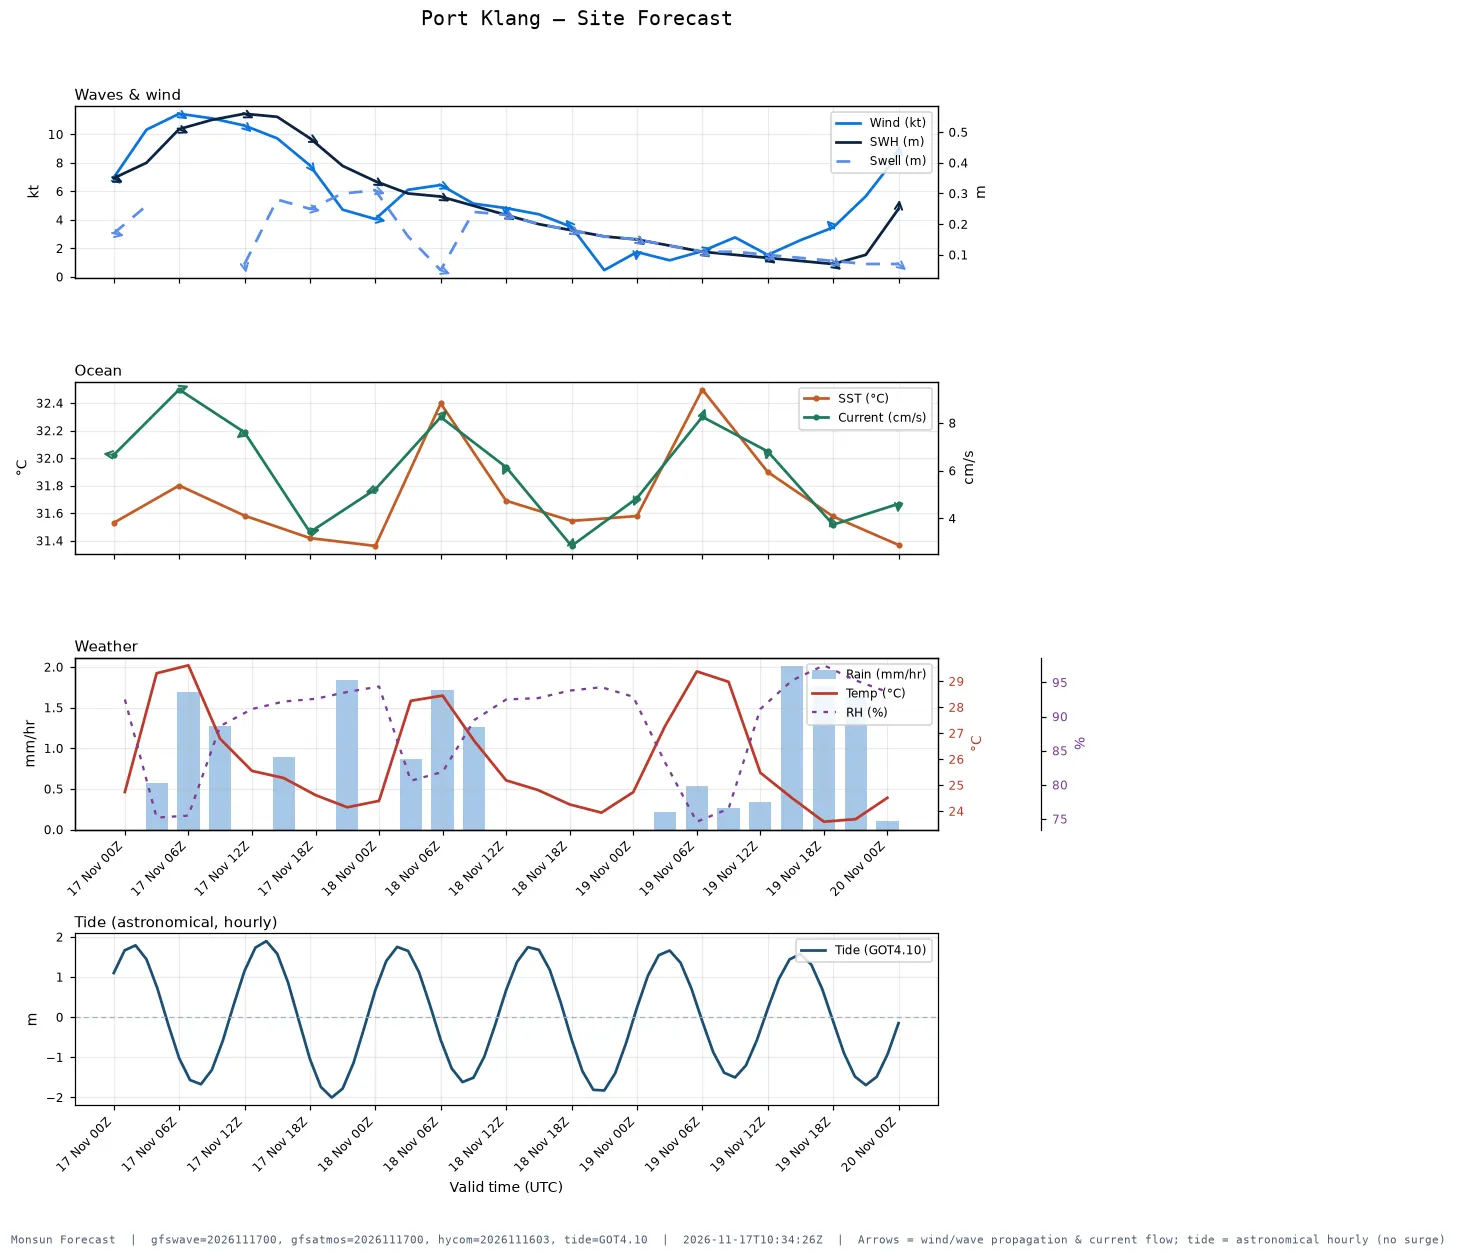 Port Klang — Site Forecast
Waves & wind
Wind (kt)
SWH (m)
Swell (m)
10
8
6
4
2
0
kt
0.5
0.4
0.3
0.2
0.1
m
Ocean
SST (°C)
Current (cm/s)
32.4
32.2
32.0
31.8
31.6
31.4
°C
8
6
4
cm/s
Weather
Rain (mm/hr)
Temp (°C)
RH (%)
2.0
1.5
1.0
0.5
0.0
mm/hr
29
28
27
26
25
24
°C
95
90
85
80
75
%
17 Nov 00Z
17 Nov 06Z
17 Nov 12Z
17 Nov 18Z
18 Nov 00Z
18 Nov 06Z
18 Nov 12Z
18 Nov 18Z
19 Nov 00Z
19 Nov 06Z
19 Nov 12Z
19 Nov 18Z
20 Nov 00Z
Tide (astronomical, hourly)
Tide (GOT4.10)
2
1
0
−1
−2
m
17 Nov 00Z
17 Nov 06Z
17 Nov 12Z
17 Nov 18Z
18 Nov 00Z
18 Nov 06Z
18 Nov 12Z
18 Nov 18Z
19 Nov 00Z
19 Nov 06Z
19 Nov 12Z
19 Nov 18Z
20 Nov 00Z
Valid time (UTC)
Monsun Forecast | gfswave=2026111700, gfsatmos=2026111700, hycom=2026111603, tide=GOT4.10 | 2026-11-17T10:34:26Z | Arrows = wind/wave propagation & current flow; tide = astronomical hourly (no surge)